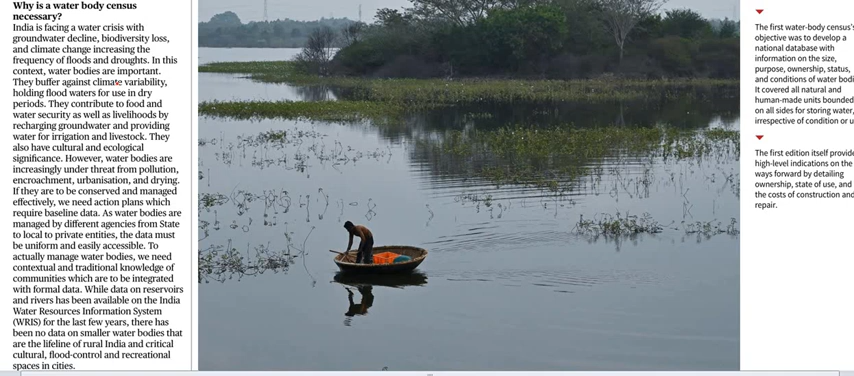 Why is a water body census
necessary?
India is facing a water crisis with
groundwater decline, biodiversity loss,
and climate change increasing the
frequency of floods and droughts. In this
context, water bodies are important.
They buffer against climate variability,
holding flood waters for use in dry
periods. They contribute to food and
water security as well as livelihoods by
recharging groundwater and providing
water for irrigation and livestock. They
also have cultural and ecological
significance. However, water bodies are
increasingly under threat from pollution,
encroachment, urbanisation, and drying.
If they are to be conserved and managed
effectively, we need action plans which
require baseline data. As water bodies are
managed by different agencies from State
to local to private entities, the data must
be uniform and easily accessible. To
actually manage water bodies, we need
contextual and traditional knowledge of
communities which are to be integrated
with formal data. While data on reservoirs
and rivers has been available on the India
Water Resources Information System
(WRIS) for the last few years, there has
been no data on smaller water bodies that
are the lifeline of rural India and critical
cultural, flood-control and recreational
spaces in cities.
The first water-body census's
objective was to develop a
national database with
information on the size,
purpose, ownership, status,
and conditions of water bodi
It covered all natural and
human-made units bounded
on all sides for storing water,
irrespective of condition or u
The first edition itself provide
high-level indications on the
ways forward by detailing
ownership, state of use, and
the costs of construction and
repair.